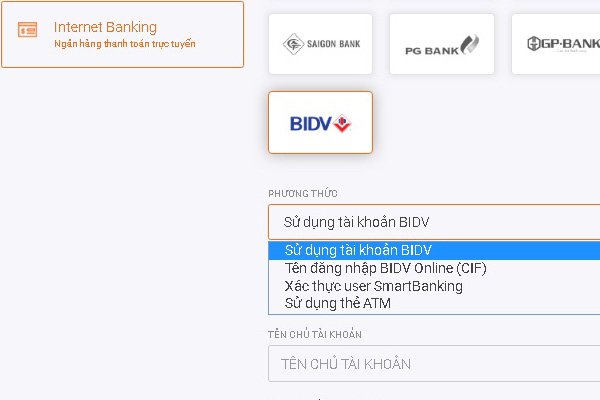 Internet Banking
Ngân hàng thanh toán trực tuyến
SAIGON BANK
PG BANK
GP.BANK
BIDV
PHƯƠNG THỨC
Sử dụng tài khoản BIDV
Sử dụng tài khoản BIDV
Tên đăng nhập BIDV Online (CIF)
Xác thực user SmartBanking
Sử dụng thẻ ATM
TÊN CHỦ TÀI KHOẢN
TÊN CHỦ TÀI KHOẢN